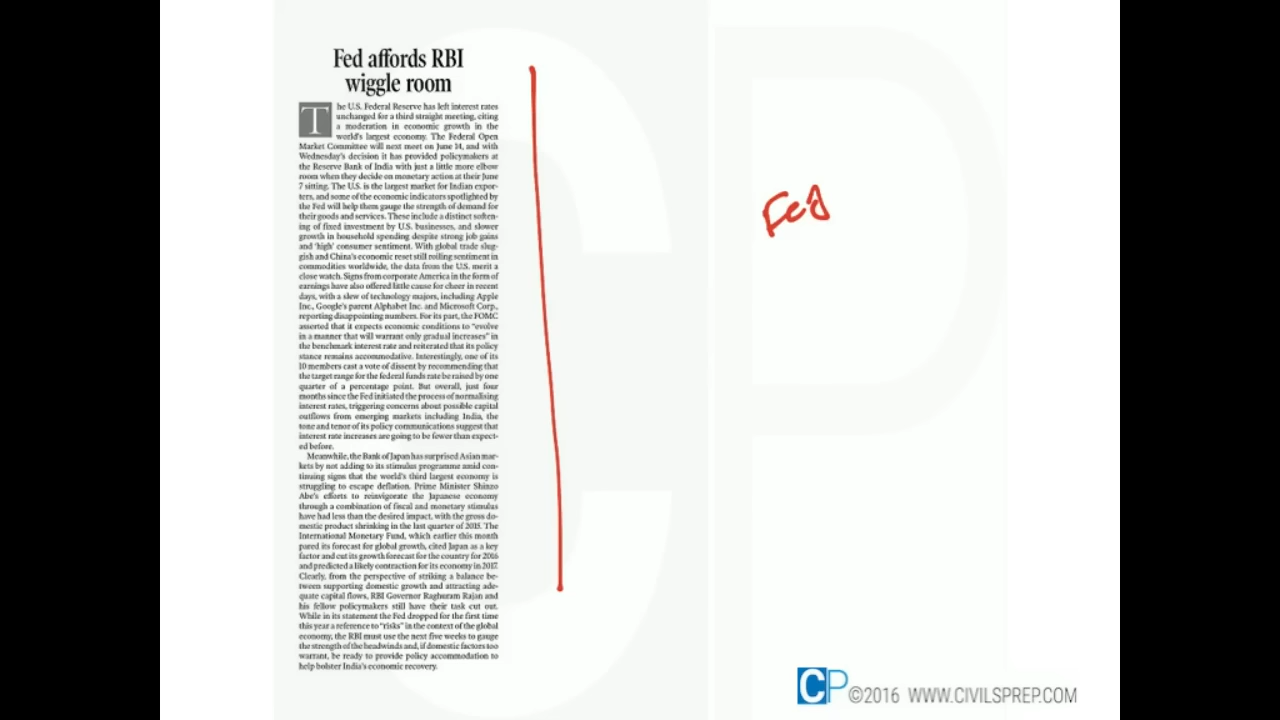 Fed affords RBI
wiggle room
The U.S. Federal Reserve has left interest rates
unchanged for a third straight meeting, citing
a moderation in economic growth in the
world's largest economy. The Federal Open
Market Committee will next meet on June 14, and with
Wednesday's decision it has provided policymakers at
the Reserve Bank of India with just a little more elbow
room when they decide on monetary action at their June
7 sitting. The U.S. is the largest market for Indian expor-
ters, and some of the economic indicators spotlighted by
the Fed will help them gauge the strength of demand for
their goods and services. These include a distinct soften-
ing of fixed investment by U.S. businesses, and slower
growth in household spending despite strong job gains
and 'high' consumer sentiment. With global trade slug-
gish and China's economic reset still roiling sentiment in
commodities worldwide, the data from the U.S. merit a
close watch. Signs from corporate America in the form of
earnings have also offered little cause for cheer in recent
days, with a slew of technology majors, including Apple
Inc., Google's parent Alphabet Inc. and Microsoft Corp.,
reporting disappointing numbers. For its part, the FOMC
asserted that it expects economic conditions to "evolve
in a manner that will warrant only gradual increases" in
the benchmark interest rate and reiterated that its policy
stance remains accommodative. Interestingly, one of its
10 members cast a vote of dissent by recommending that
the target range for the federal funds rate be raised by one
quarter of a percentage point. But overall, just four
months since the Fed initiated the process of normalising
interest rates, triggering concerns about possible capital
outflows from emerging markets including India, the
tone and tenor of its policy communications suggest that
interest rate increases are going to be fewer than expect-
ed before.
Meanwhile, the Bank of Japan has surprised Asian mar-
kets by not adding to its stimulus programme amid con-
tinuing signs that the world's third largest economy is
struggling to escape deflation. Prime Minister Shinzo
Abe's efforts to reinvigorate the Japanese economy
through a combination of fiscal and monetary stimulus
have had less than the desired impact, with the gross do-
mestic product shrinking in the last quarter of 2015. The
International Monetary Fund, which earlier this month
pared its forecast for global growth, cited Japan as a key
factor and cut its growth forecast for the country for 2016
and predicted a likely contraction for its economy in 2017.
Clearly, from the perspective of striking a balance be-
tween supporting domestic growth and attracting ade-
quate capital flows, RBI Governor Raghuram Rajan and
his fellow policymakers still have their task cut out.
While in its statement the Fed dropped for the first time
this year a reference to "risks" in the context of the global
economy, the RBI must use the next five weeks to gauge
the strength of the headwinds and, if domestic factors too
warrant, be ready to provide policy accommodation to
help bolster India's economic recovery.
Fed
CP ©2016 WWW.CIVILSPREP.COM